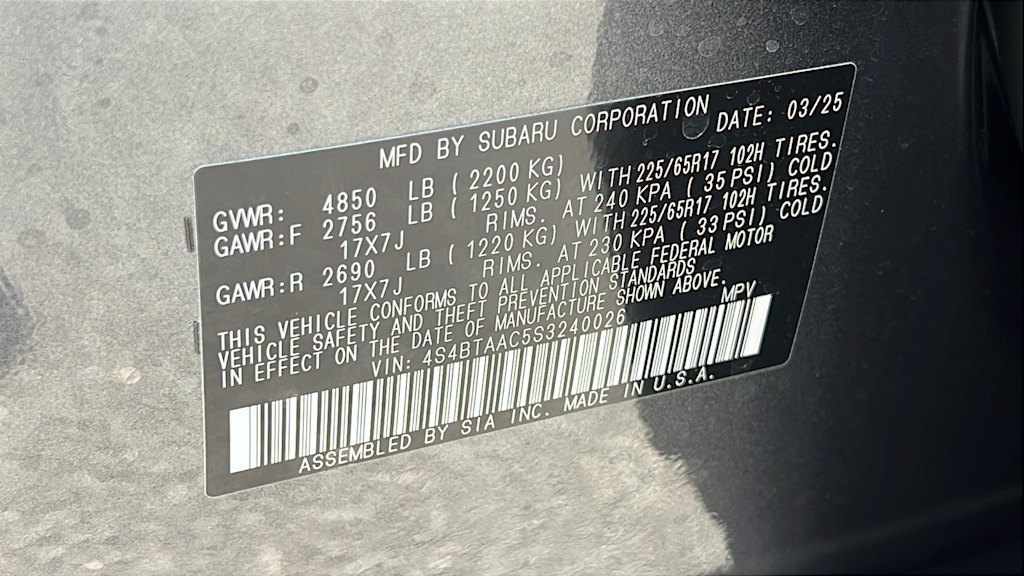 MFD BY SUBARU CORPORATION DATE: 03/25
GVWR: 4850 LB ( 2200 KG)
GAWR:F 2756 LB ( 1250 KG) WITH 225/65R17 102H TIRES.
17X7J RIMS. AT 240 KPA ( 35 PSI) COLD
GAWR:R 2690 LB ( 1220 KG) WITH 225/65R17 102H TIRES.
17X7J RIMS. AT 230 KPA ( 33 PSI) COLD
THIS VEHICLE CONFORMS TO ALL APPLICABLE FEDERAL MOTOR
VEHICLE SAFETY AND THEFT PREVENTION STANDARDS
IN EFFECT ON THE DATE OF MANUFACTURE SHOWN ABOVE.
VIN: 4S4BTAAC5S3240026 MPV
ASSEMBLED BY SIA INC. MADE IN U.S.A.